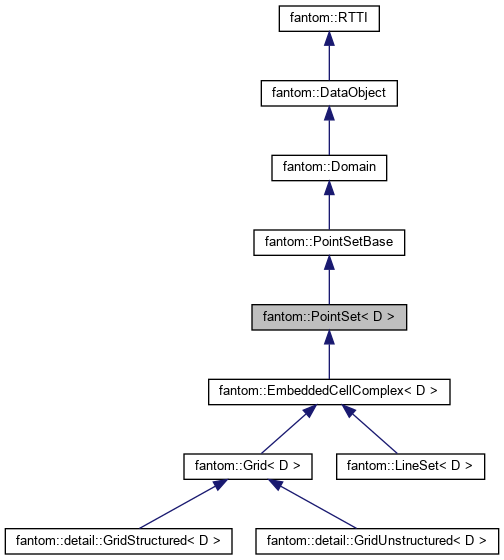 fantom::RTTI
fantom::DataObject
fantom::Domain
fantom::PointSetBase
fantom::PointSet< D >
fantom::EmbeddedCellComplex< D >
fantom::Grid< D >
fantom::LineSet< D >
fantom::detail::GridStructured< D >
fantom::detail::GridUnstructured< D >